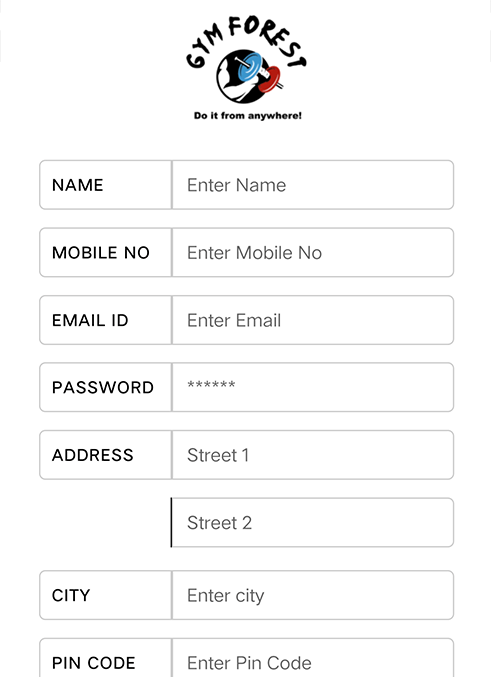 GYM FOREST
Do it from anywhere!
NAME Enter Name
MOBILE NO Enter Mobile No
EMAIL ID Enter Email
PASSWORD ******
ADDRESS Street 1
Street 2
CITY Enter city
PIN CODE Enter Pin Code